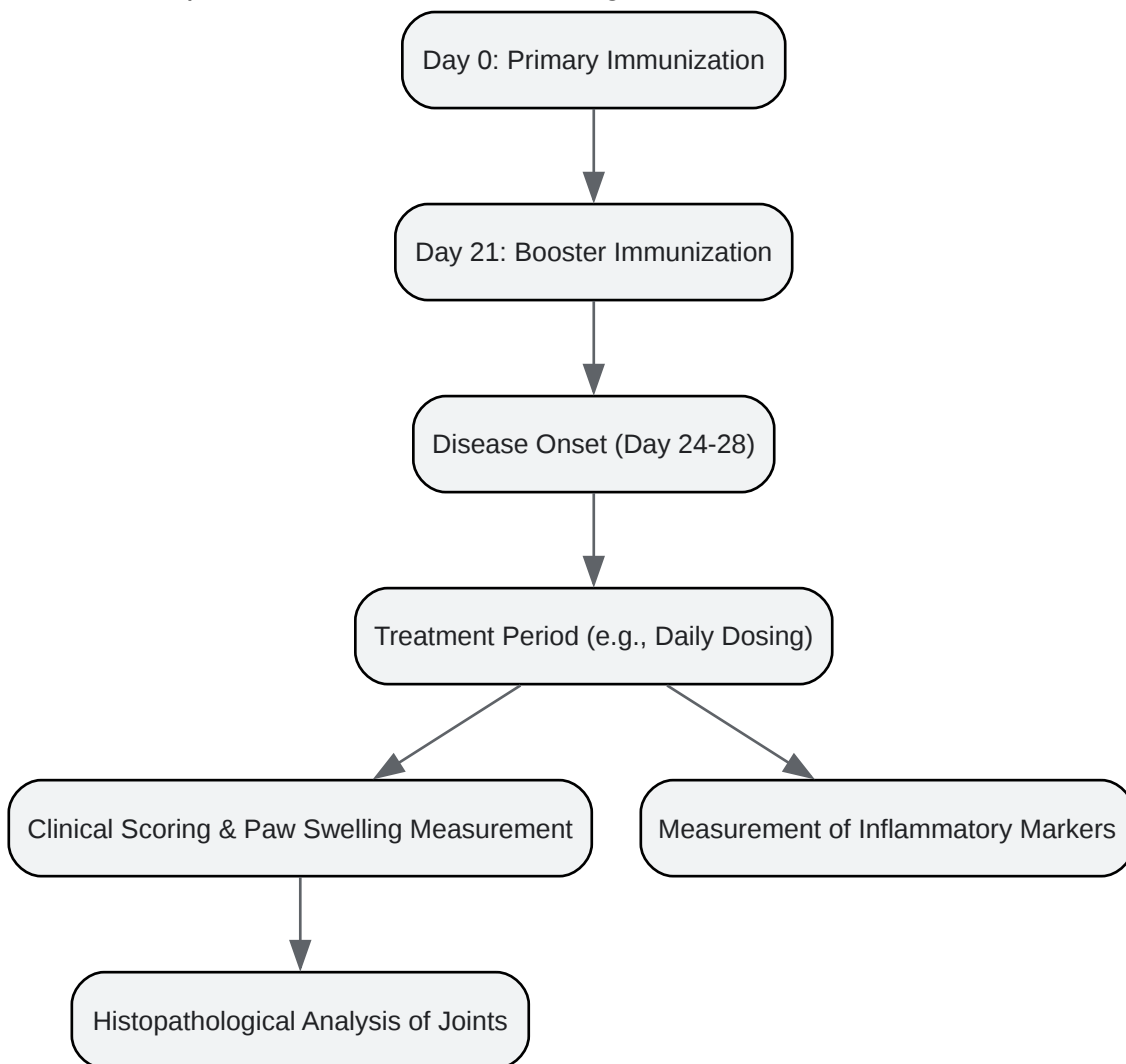 Day 0: Primary Immunization
Day 21: Booster Immunization
Disease Onset (Day 24-28)
Treatment Period (e.g., Daily Dosing)
Clinical Scoring & Paw Swelling Measurement
Measurement of Inflammatory Markers
Histopathological Analysis of Joints